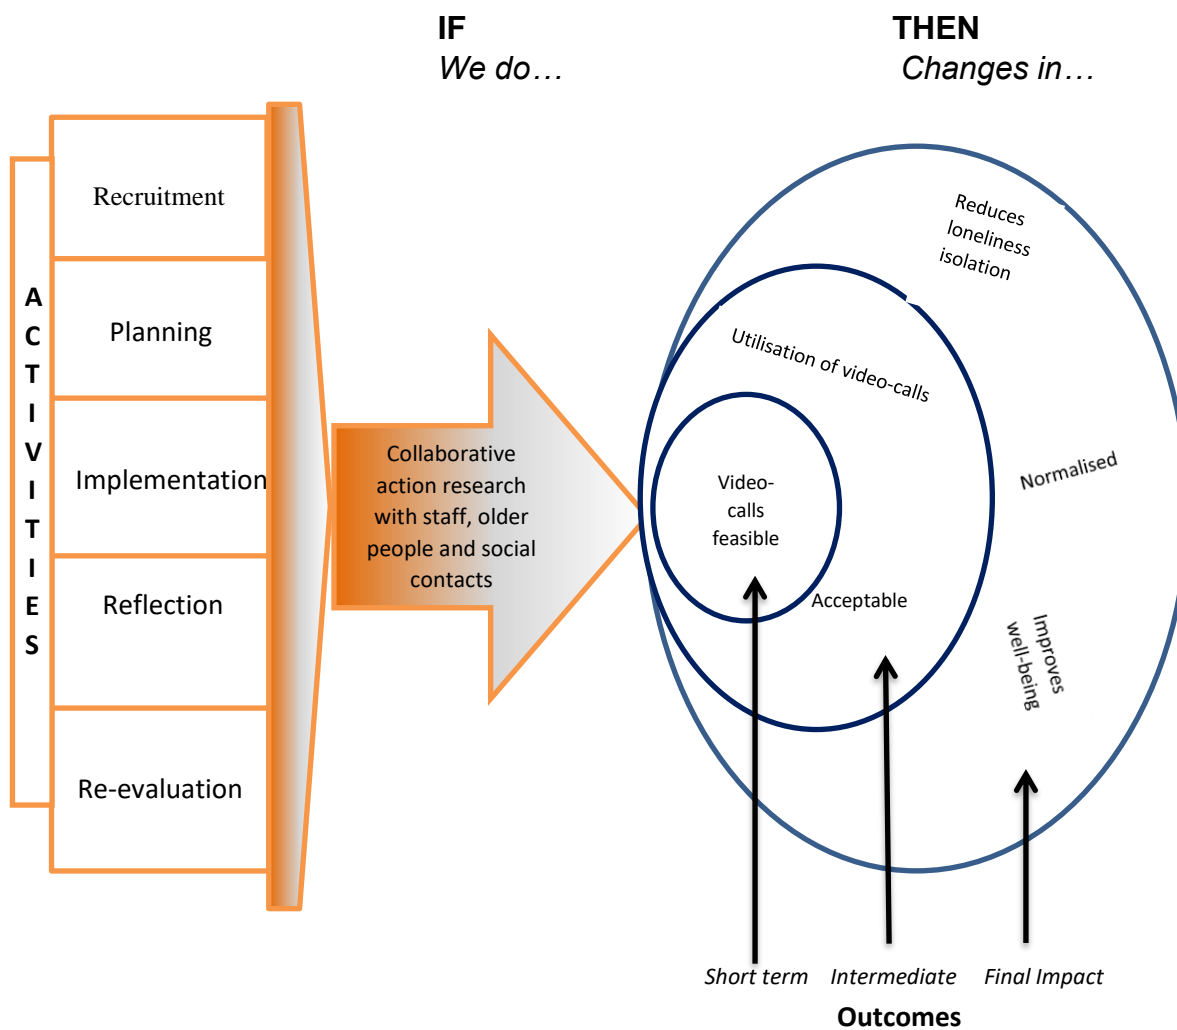 IF
We do…
THEN
Changes in…
A
C
T
I
V
I
T
I
E
S
Recruitment
Planning
Implementation
Reflection
Re-evaluation
Collaborative
action research
with staff, older
people and social
contacts
Reduces
loneliness
isolation
Utilisation of video-calls
Video-
calls
feasible
Normalised
Acceptable
Improves
well-being
Short term
Intermediate
Final Impact
Outcomes